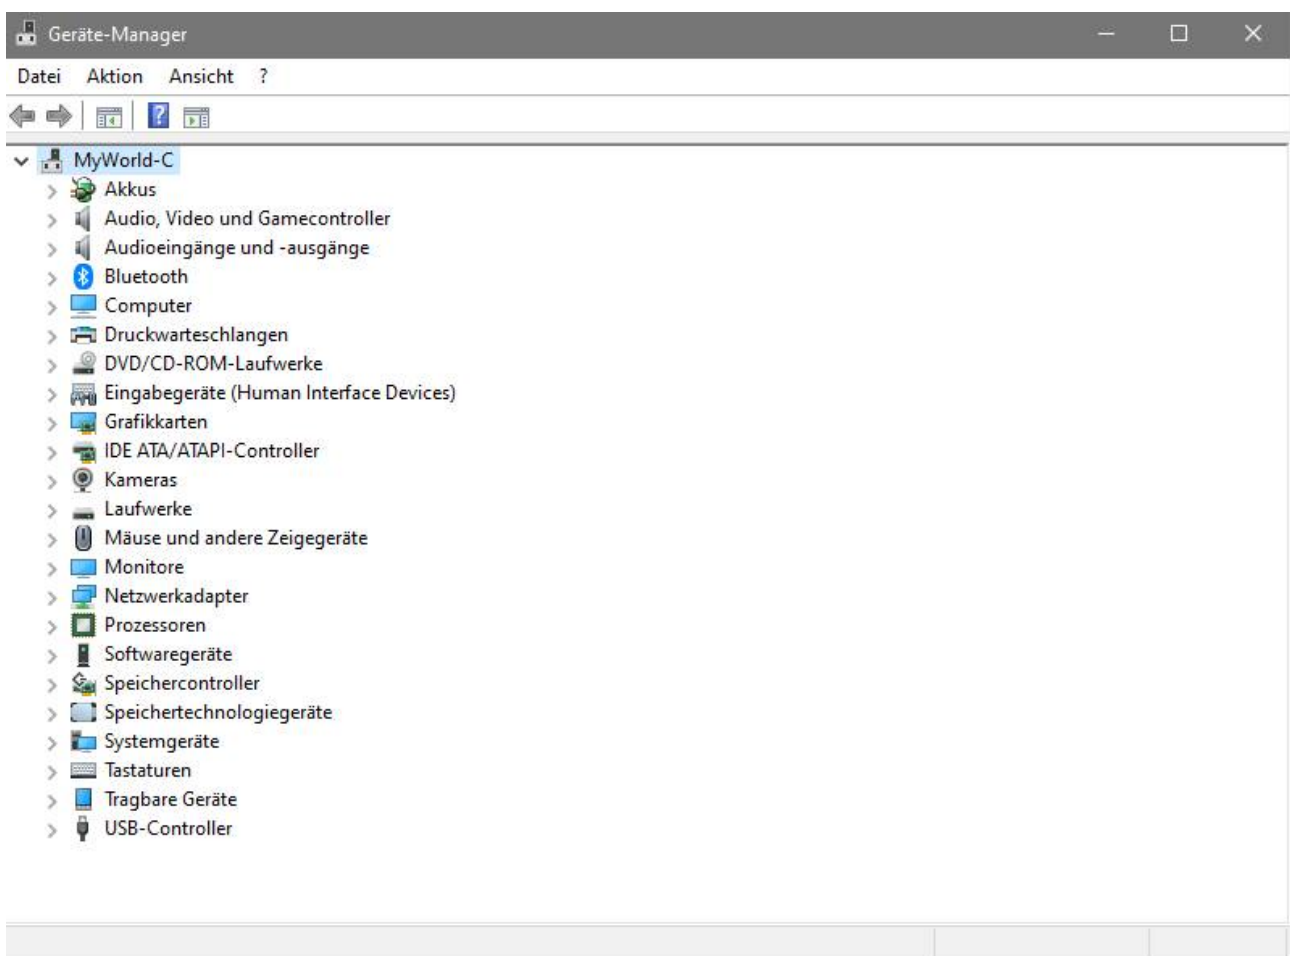 Geräte-Manager
Datei Aktion Ansicht ?
MyWorld-C
Akkus
Audio, Video und Gamecontroller
Audioeingänge und -ausgänge
Bluetooth
Computer
Druckwarteschlangen
DVD/CD-ROM-Laufwerke
Eingabegeräte (Human Interface Devices)
Grafikkarten
IDE ATA/ATAPI-Controller
Kameras
Laufwerke
Mäuse und andere Zeigegeräte
Monitore
Netzwerkadapter
Prozessoren
Softwaregeräte
Speichercontroller
Speichertechnologiegeräte
Systemgeräte
Tastaturen
Tragbare Geräte
USB-Controller